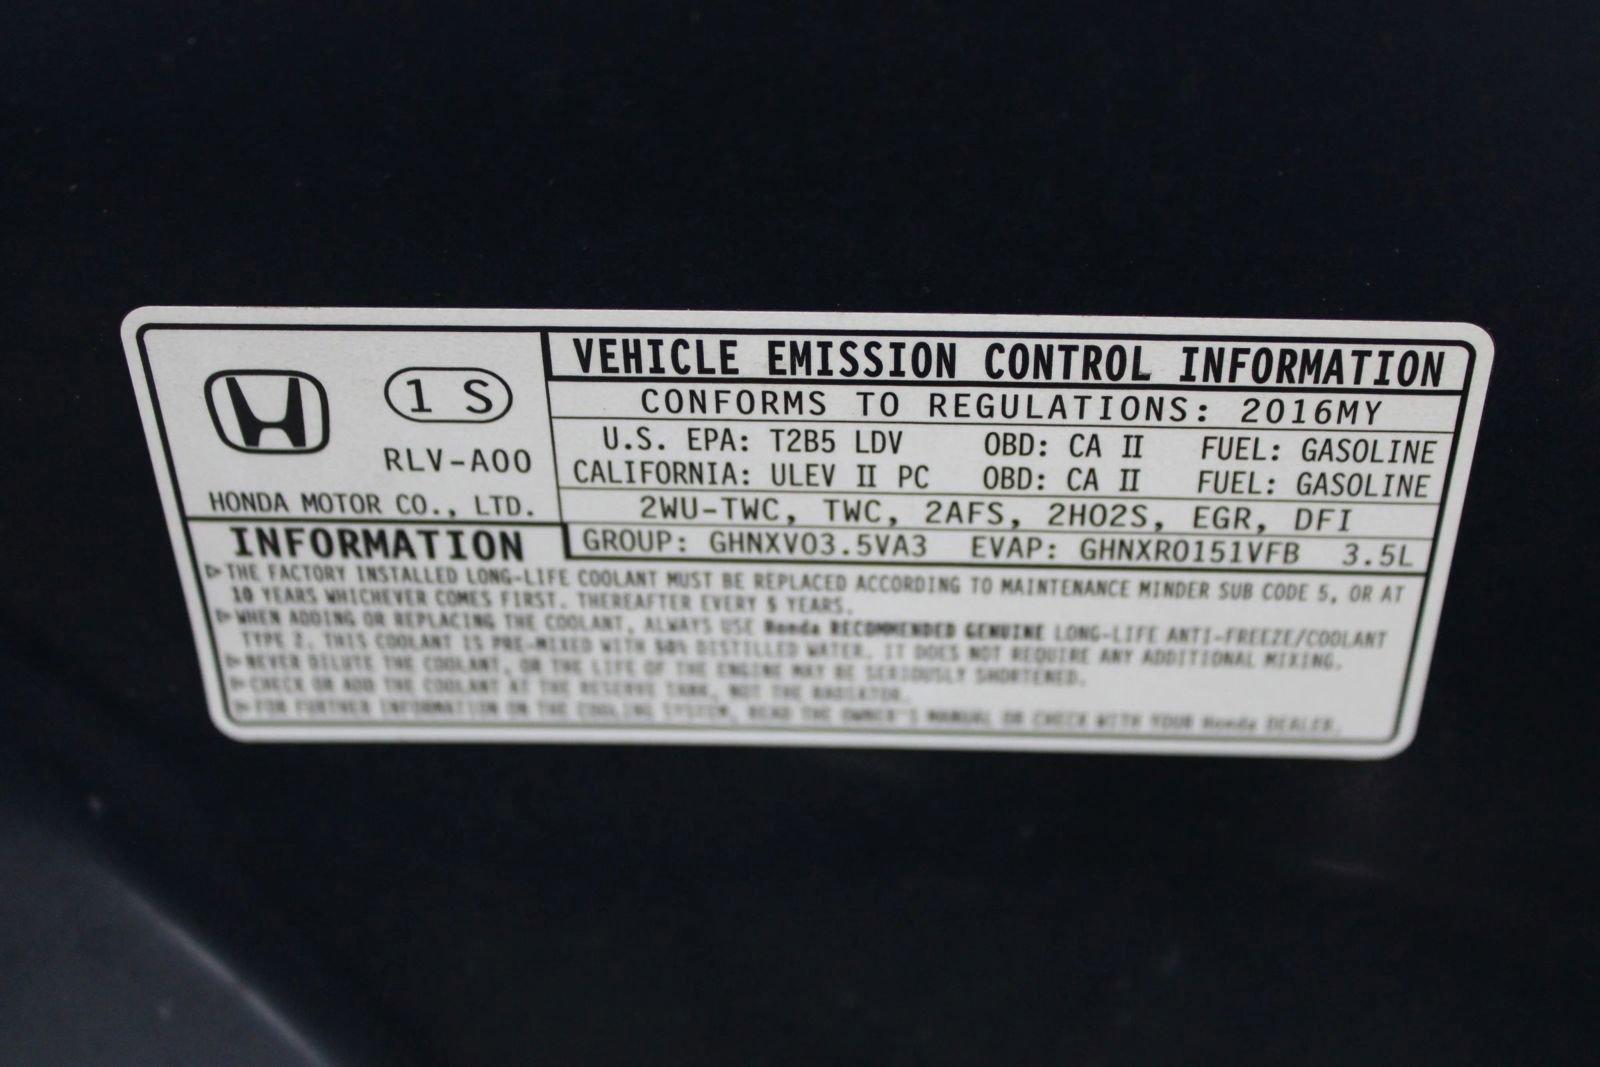 1 S
RLV-A00
HONDA MOTOR CO., LTD.
VEHICLE EMISSION CONTROL INFORMATION
CONFORMS TO REGULATIONS: 2016MY
U.S. EPA: T2B5 LDV OBD: CA II FUEL: GASOLINE
CALIFORNIA: ULEV II PC OBD: CA II FUEL: GASOLINE
2WU-TWC, TWC, 2AFS, 2HO2S, EGR, DFI
GROUP: GHNXV03.5VA3 EVAP: GHNXR0151VFB 3.5L
INFORMATION
▷THE FACTORY INSTALLED LONG-LIFE COOLANT MUST BE REPLACED ACCORDING TO MAINTENANCE MINDER SUB CODE 5, OR AT
10 YEARS WHICHEVER COMES FIRST. THEREAFTER EVERY 5 YEARS.
▷WHEN ADDING OR REPLACING THE COOLANT, ALWAYS USE Honda RECOMMENDED GENUINE LONG-LIFE ANTI-FREEZE/COOLANT
TYPE 2. THIS COOLANT IS PRE-MIXED WITH 50% DISTILLED WATER. IT DOES NOT REQUIRE ANY ADDITIONAL MIXING.
▷NEVER DILUTE THE COOLANT, OR THE LIFE OF THE ENGINE MAY BE SERIOUSLY SHORTENED.
▷CHECK OR ADD THE COOLANT AT THE RESERVE TANK, NOT THE RADIATOR.
▷FOR FURTHER INFORMATION ON THE COOLING SYSTEM, READ THE OWNER'S MANUAL OR CHECK WITH YOUR Honda DEALER.